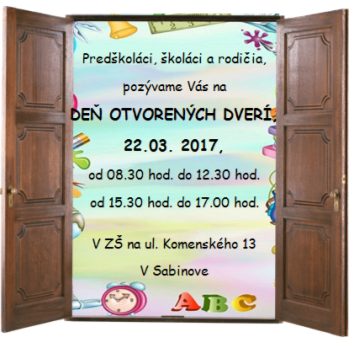 Predškoláci, školáci a rodičia,
pozývame Vás na
DEŇ OTVORENÝCH DVERÍ,
22.03. 2017,
od 08.30 hod. do 12.30 hod.
od 15.30 hod. do 17.00 hod.
V ZŠ na ul. Komenského 13
V Sabinove
ABC